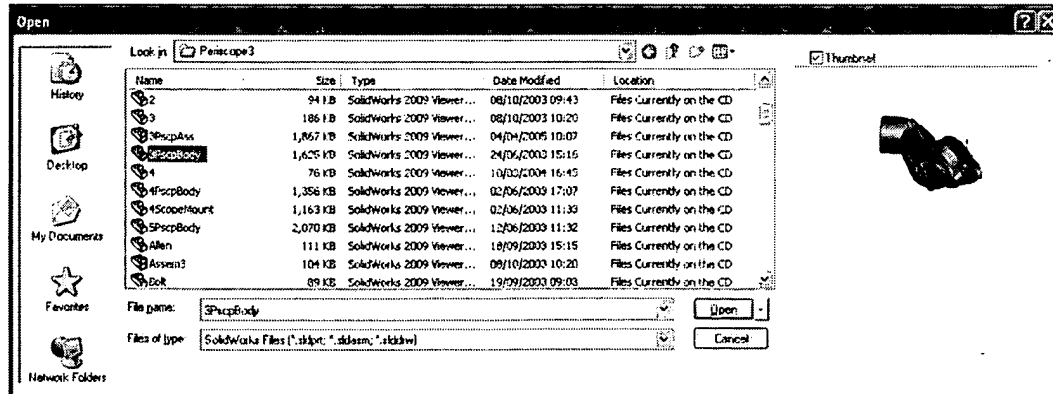 Open
Look in Periscope3
Thumbnail
History
Desktop
My Documents
Favorites
Network Folders
Name Size Type Date Modified Location
2 94 KB SolidWorks 2009 Viewer... 08/10/2003 09:43 Files Currently on the CD
3 186 KB SolidWorks 2009 Viewer... 08/10/2003 10:20 Files Currently on the CD
3PscpAss 1,867 KB SolidWorks 2009 Viewer... 04/04/2005 10:07 Files Currently on the CD
3PscpBody 1,625 KB SolidWorks 2009 Viewer... 24/06/2003 15:16 Files Currently on the CD
4 76 KB SolidWorks 2009 Viewer... 10/03/2004 16:45 Files Currently on the CD
4PscpBody 1,356 KB SolidWorks 2009 Viewer... 02/06/2003 17:07 Files Currently on the CD
4ScopeMount 1,163 KB SolidWorks 2009 Viewer... 02/06/2003 11:33 Files Currently on the CD
5PscpBody 2,070 KB SolidWorks 2009 Viewer... 12/06/2003 11:32 Files Currently on the CD
Allen 111 KB SolidWorks 2009 Viewer... 18/09/2003 15:15 Files Currently on the CD
Assem3 104 KB SolidWorks 2009 Viewer... 08/10/2003 10:20 Files Currently on the CD
Bolt 89 KB SolidWorks 2009 Viewer... 19/09/2003 09:03 Files Currently on the CD
File name: 3PscpBody Open
Files of type: SolidWorks Files (*.sldprt; *.sldasm; *.slddrw) Cancel